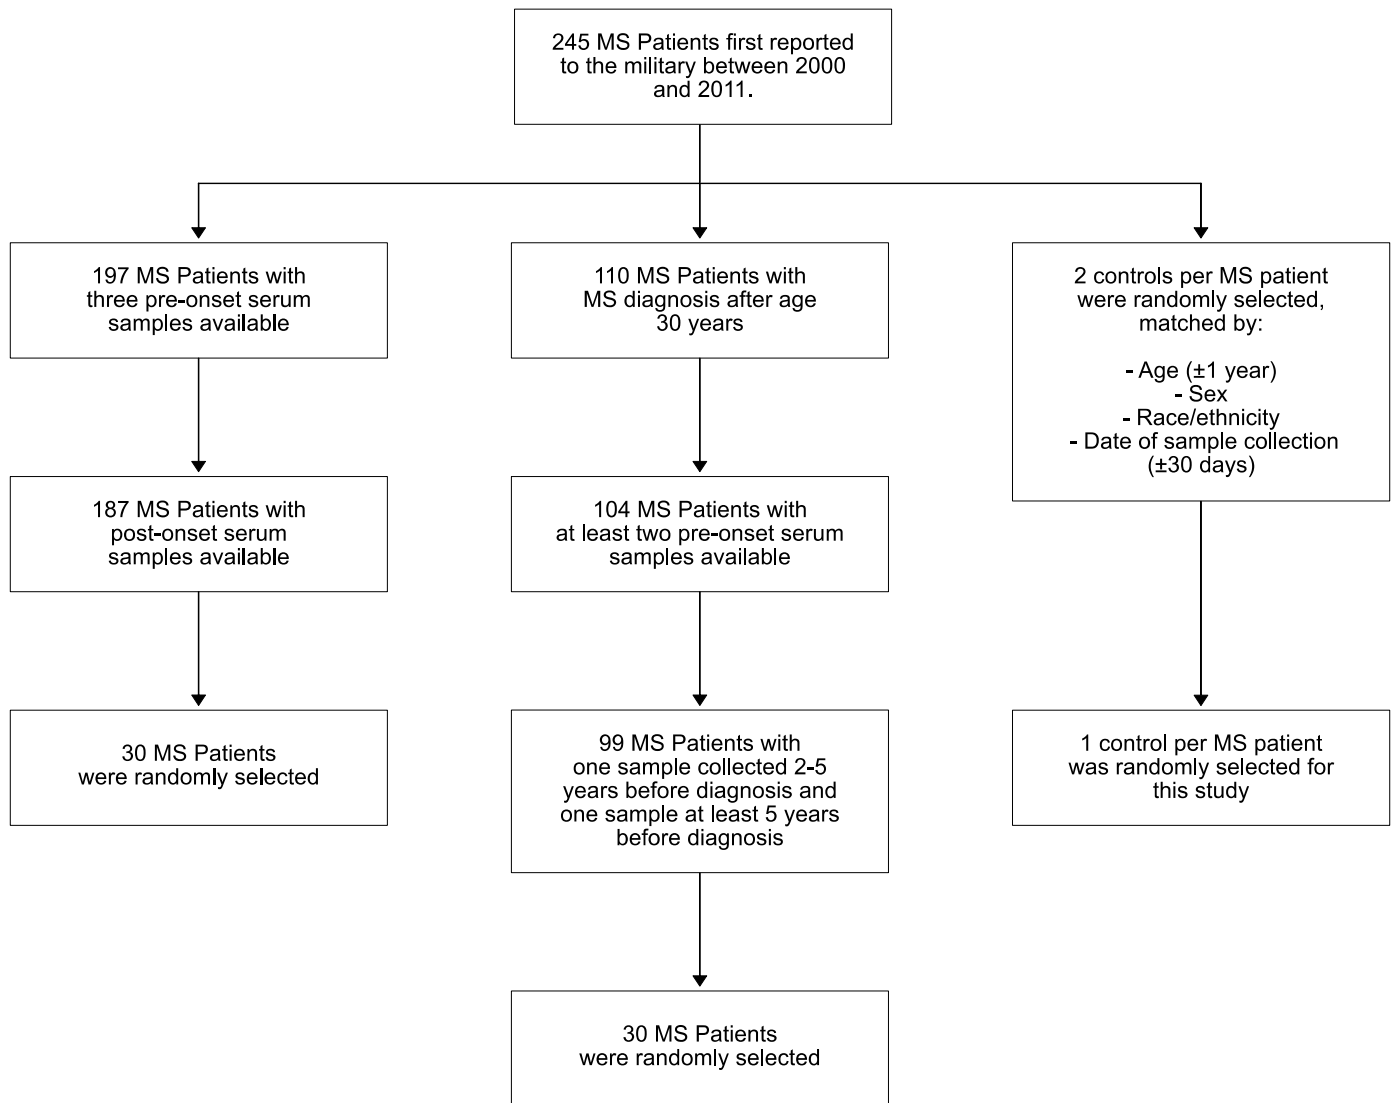 245 MS Patients first reported
to the military between 2000
and 2011.
197 MS Patients with
three pre-onset serum
samples available
110 MS Patients with
MS diagnosis after age
30 years
2 controls per MS patient
were randomly selected,
matched by:
- Age (±1 year)
- Sex
- Race/ethnicity
- Date of sample collection
(±30 days)
187 MS Patients with
post-onset serum
samples available
104 MS Patients with
at least two pre-onset serum
samples available
30 MS Patients
were randomly selected
99 MS Patients with
one sample collected 2-5
years before diagnosis and
one sample at least 5 years
before diagnosis
1 control per MS patient
was randomly selected for
this study
30 MS Patients
were randomly selected